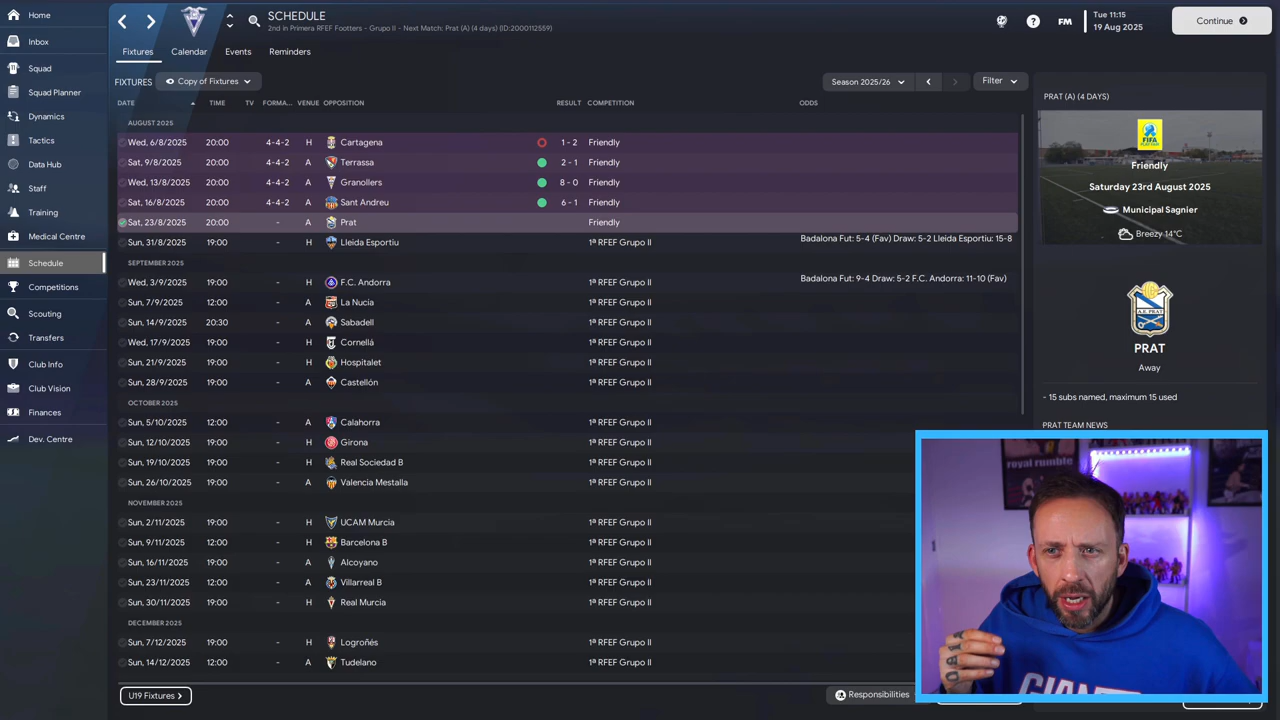 Home
Inbox
Squad
Squad Planner
Dynamics
Tactics
Data Hub
Staff
Training
Medical Centre
Schedule
Competitions
Scouting
Transfers
Club Info
Club Vision
Finances
Dev. Centre
SCHEDULE
2nd in Primera RFEF Footters - Grupo II - Next Match: Prat (A) (4 days) (ID:2000112559)
FM
Tue 11:15
19 Aug 2025
Continue
Fixtures Calendar Events Reminders
FIXTURES Copy of Fixtures Season 2025/26 Filter
DATE TIME TV FORMA... VENUE OPPOSITION RESULT COMPETITION ODDS
AUGUST 2025
Wed, 6/8/2025 20:00 4-4-2 H Cartagena 1 - 2 Friendly
Sat, 9/8/2025 20:00 4-4-2 A Terrassa 2 - 1 Friendly
Wed, 13/8/2025 20:00 4-4-2 A Granollers 8 - 0 Friendly
Sat, 16/8/2025 20:00 4-4-2 A Sant Andreu 6 - 1 Friendly
Sat, 23/8/2025 20:00 - A Prat Friendly
Sun, 31/8/2025 19:00 - H Lleida Esportiu 1ª RFEF Grupo II Badalona Fut: 5-4 (Fav) Draw: 5-2 Lleida Esportiu: 15-8
SEPTEMBER 2025
Wed, 3/9/2025 19:00 - H F.C. Andorra 1ª RFEF Grupo II Badalona Fut: 9-4 Draw: 5-2 F.C. Andorra: 11-10 (Fav)
Sun, 7/9/2025 12:00 - A La Nucia 1ª RFEF Grupo II
Sun, 14/9/2025 20:30 - A Sabadell 1ª RFEF Grupo II
Wed, 17/9/2025 19:00 - H Cornellá 1ª RFEF Grupo II
Sun, 21/9/2025 19:00 - H Hospitalet 1ª RFEF Grupo II
Sun, 28/9/2025 19:00 - A Castellón 1ª RFEF Grupo II
OCTOBER 2025
Sun, 5/10/2025 12:00 - A Calahorra 1ª RFEF Grupo II
Sun, 12/10/2025 19:00 - H Girona 1ª RFEF Grupo II
Sun, 19/10/2025 19:00 - H Real Sociedad B 1ª RFEF Grupo II
Sun, 26/10/2025 19:00 - A Valencia Mestalla 1ª RFEF Grupo II
NOVEMBER 2025
Sun, 2/11/2025 19:00 - H UCAM Murcia 1ª RFEF Grupo II
Sun, 9/11/2025 19:00 - H Barcelona B 1ª RFEF Grupo II
Sun, 16/11/2025 12:00 - A Alcoyano 1ª RFEF Grupo II
Sun, 23/11/2025 12:00 - A Villarreal B 1ª RFEF Grupo II
Sun, 30/11/2025 19:00 - H Real Murcia 1ª RFEF Grupo II
DECEMBER 2025
Sun, 7/12/2025 19:00 - H Logroñés 1ª RFEF Grupo II
Sun, 14/12/2025 12:00 - A Tudelano 1ª RFEF Grupo II
U19 Fixtures
Responsibilities
PRAT (A) (4 DAYS)
FIFA
Friendly
Saturday 23rd August 2025
Municipal Sagnier
Breezy 14°C
A.E. PRAT
PRAT
Away
- 15 subs named, maximum 15 used
PRAT TEAM NEWS
royal rumble
GIANTS